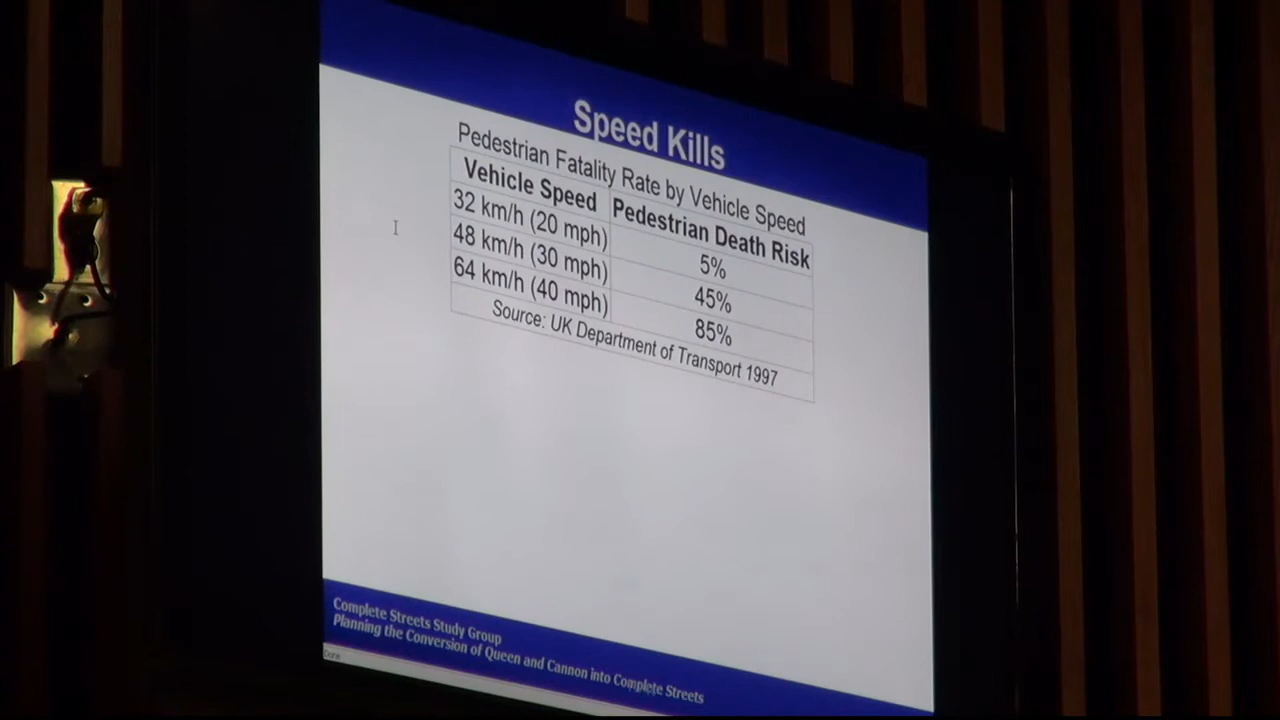 Speed Kills
Pedestrian Fatality Rate by Vehicle Speed
Vehicle Speed Pedestrian Death Risk
32 km/h (20 mph) 5%
48 km/h (30 mph) 45%
64 km/h (40 mph) 85%
Source: UK Department of Transport 1997
Complete Streets Study Group
Planning the Conversion of Queen and Cannon into Complete Streets
Done